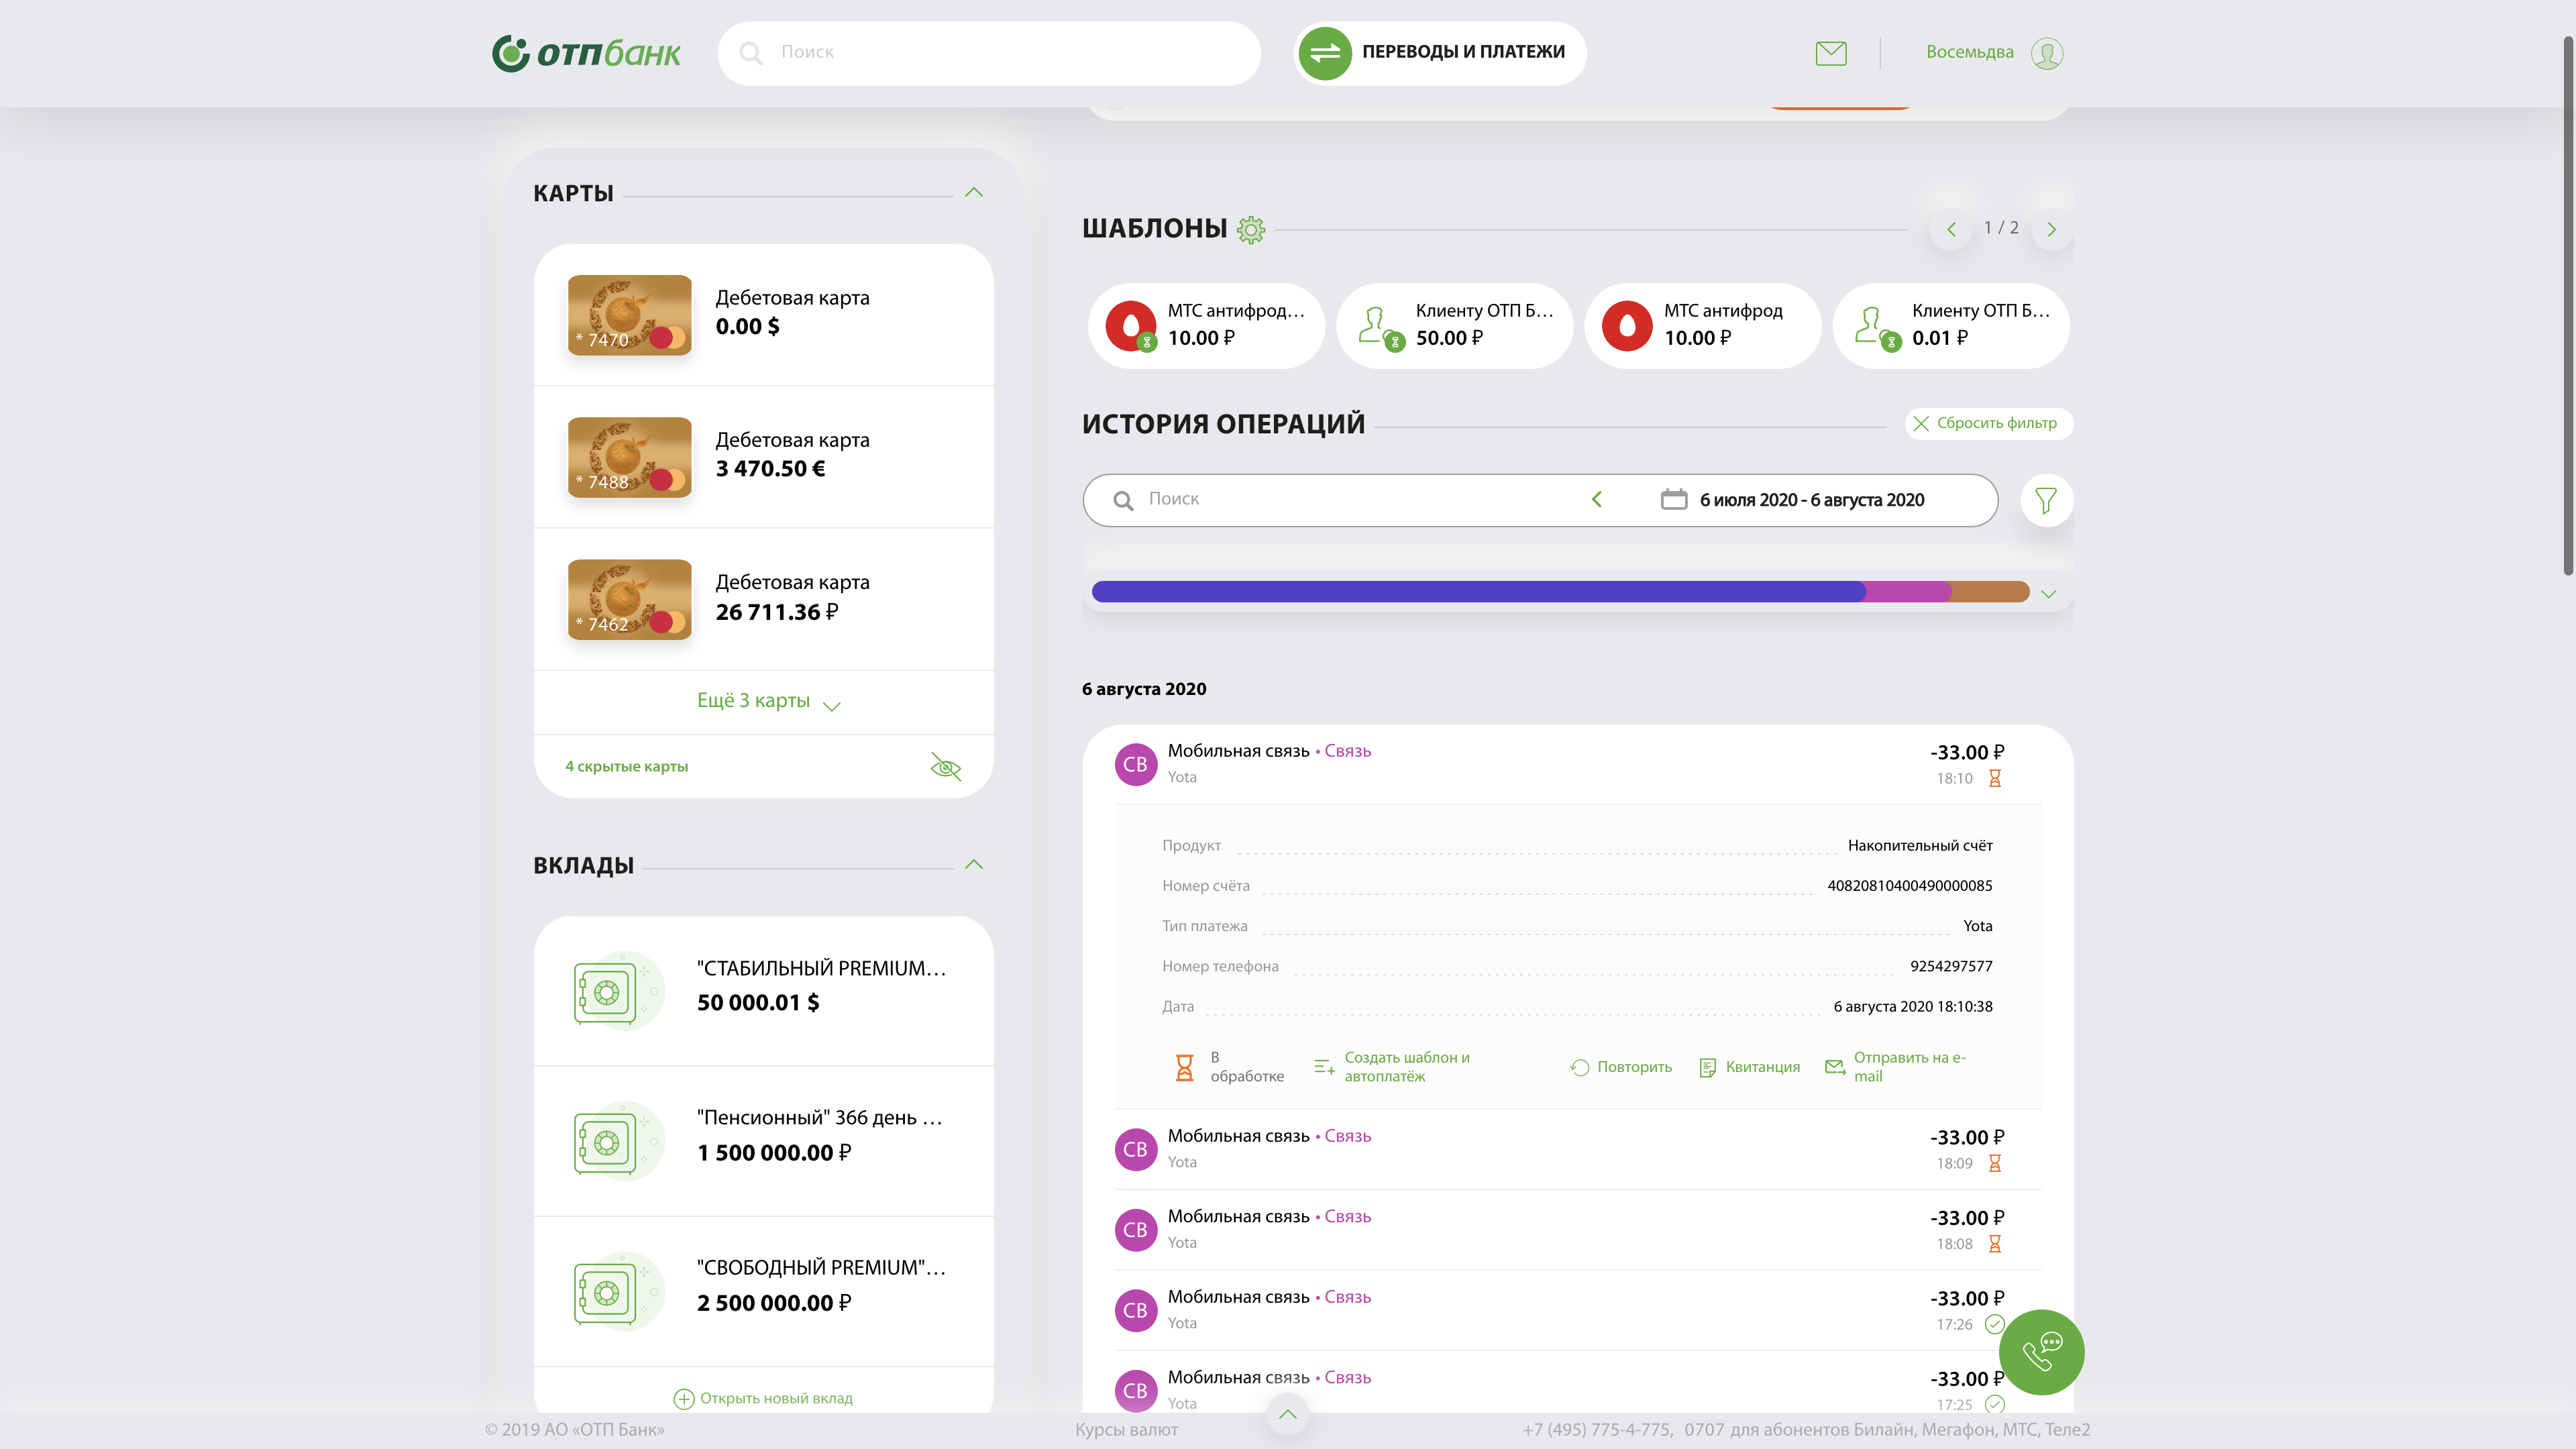 отпбанк
Поиск
ПЕРЕВОДЫ И ПЛАТЕЖИ
Восемьдва
КАРТЫ
* 7470
Дебетовая карта
0.00 $
* 7488
Дебетовая карта
3 470.50 €
* 7462
Дебетовая карта
26 711.36 ₽
Ещё 3 карты
4 скрытые карты
ВКЛАДЫ
"СТАБИЛЬНЫЙ PREMIUM…
50 000.01 $
"Пенсионный" 366 день …
1 500 000.00 ₽
"СВОБОДНЫЙ PREMIUM"…
2 500 000.00 ₽
Открыть новый вклад
ШАБЛОНЫ
1 / 2
МТС антифрод…
10.00 ₽
Клиенту ОТП Б…
50.00 ₽
МТС антифрод
10.00 ₽
Клиенту ОТП Б…
0.01 ₽
ИСТОРИЯ ОПЕРАЦИЙ
Сбросить фильтр
Поиск
6 июля 2020 - 6 августа 2020
6 августа 2020
СВ
Мобильная связь • Связь
-33.00 ₽
Yota
18:10
Продукт
Накопительный счёт
Номер счёта
40820810400490000085
Тип платежа
Yota
Номер телефона
9254297577
Дата
6 августа 2020 18:10:38
В
обработке
Создать шаблон и
автоплатёж
Повторить
Квитанция
Отправить на e-
mail
СВ
Мобильная связь • Связь
-33.00 ₽
Yota
18:09
СВ
Мобильная связь • Связь
-33.00 ₽
Yota
18:08
СВ
Мобильная связь • Связь
-33.00 ₽
Yota
17:26
СВ
Мобильная связь • Связь
-33.00 ₽
Yota
17:25
© 2019 АО «ОТП Банк»
Курсы валют
+7 (495) 775-4-775, 0707 для абонентов Билайн, Мегафон, МТС, Теле2